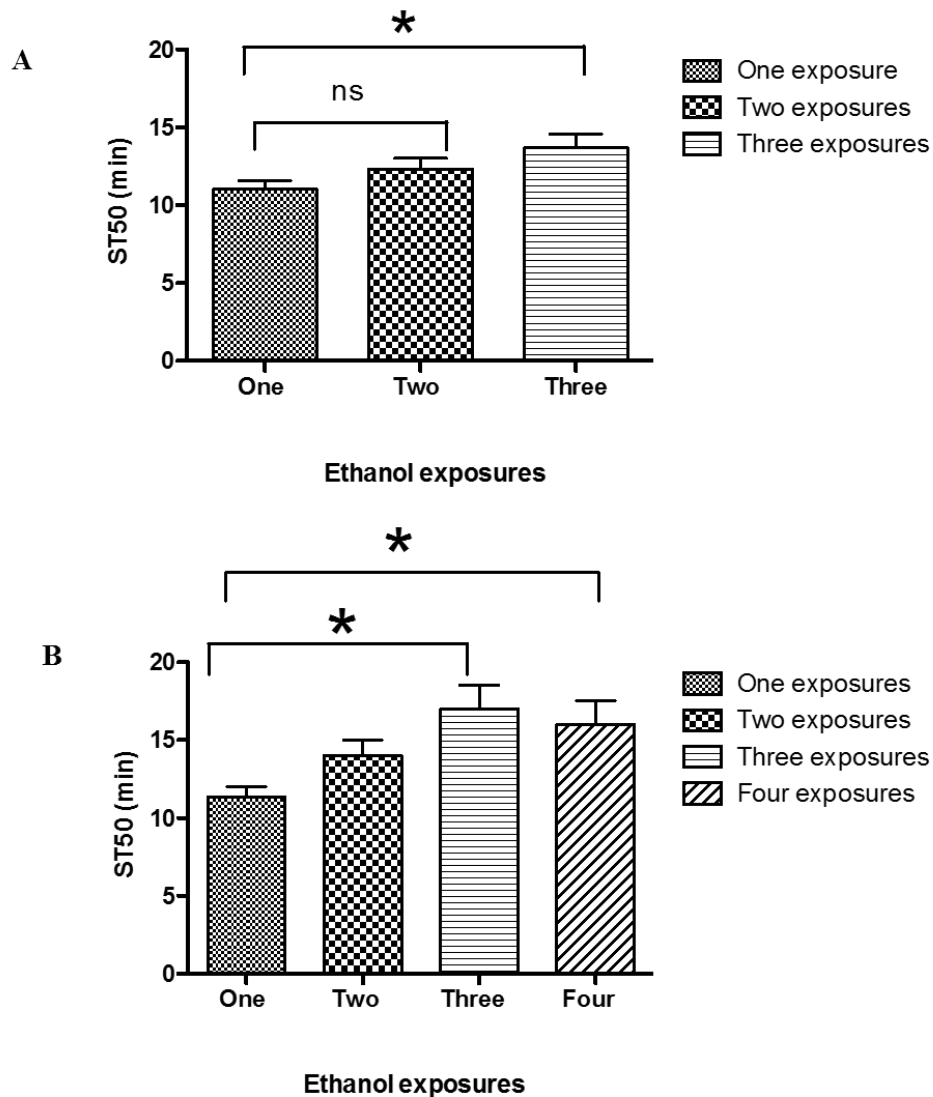 A
*
ns
20
15
10
5
0
ST50 (min)
One
Two
Three
Ethanol exposures
One exposure
Two exposures
Three exposures
B
*
*
20
15
10
5
0
ST50 (min)
One
Two
Three
Four
Ethanol exposures
One exposures
Two exposures
Three exposures
Four exposures